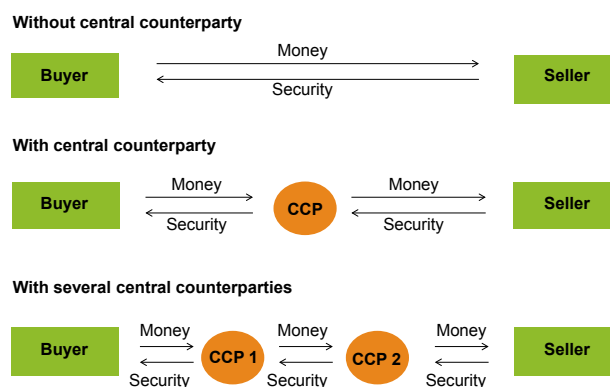 Without central counterparty
Money
Buyer Seller
Security
With central counterparty
Money Money
Buyer CCP Seller
Security Security
With several central counterparties
Money Money Money
Buyer CCP 1 CCP 2 Seller
Security Security Security